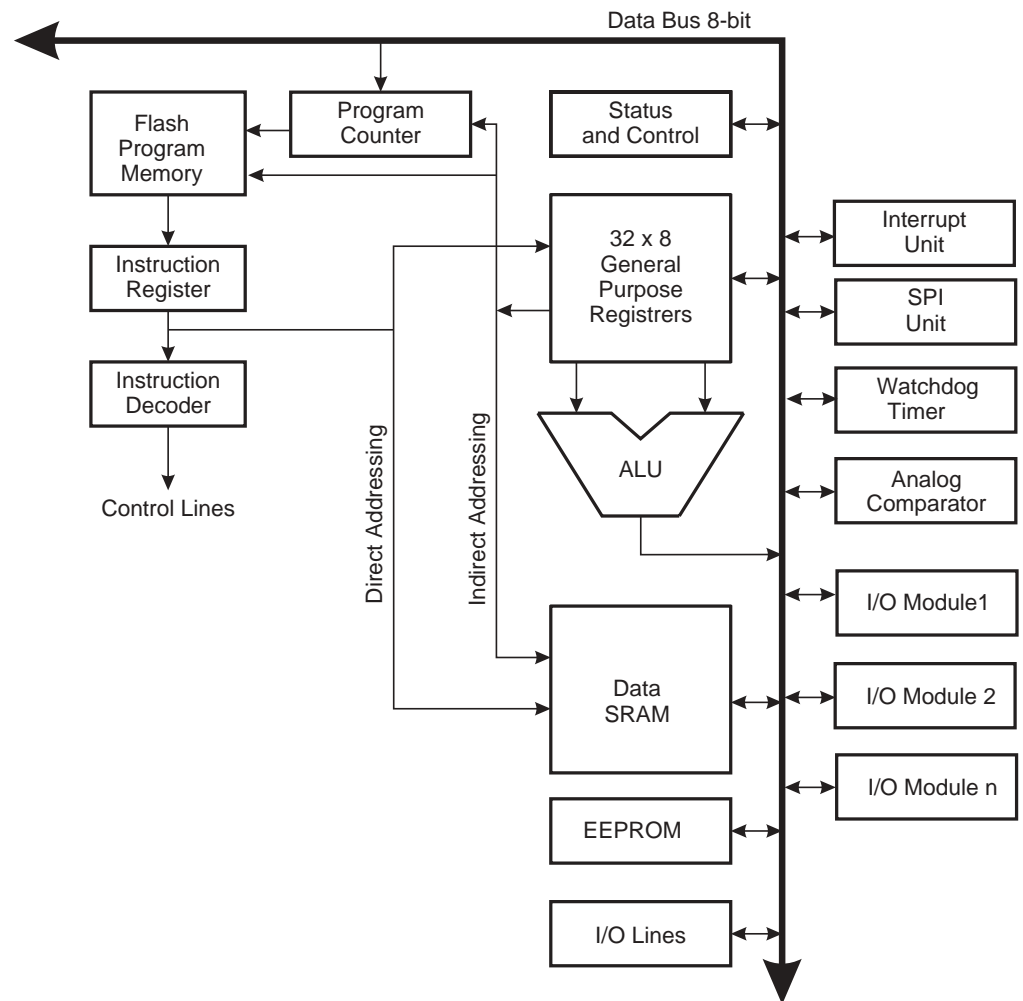 Data Bus 8-bit
Flash
Program
Memory
Program
Counter
Status
and Control
Interrupt
Unit
32 x 8
General
Purpose
Registrers
Instruction
Register
SPI
Unit
Instruction
Decoder
Watchdog
Timer
Direct Addressing
Indirect Addressing
ALU
Analog
Comparator
Control Lines
I/O Module1
Data
SRAM
I/O Module 2
I/O Module n
EEPROM
I/O Lines